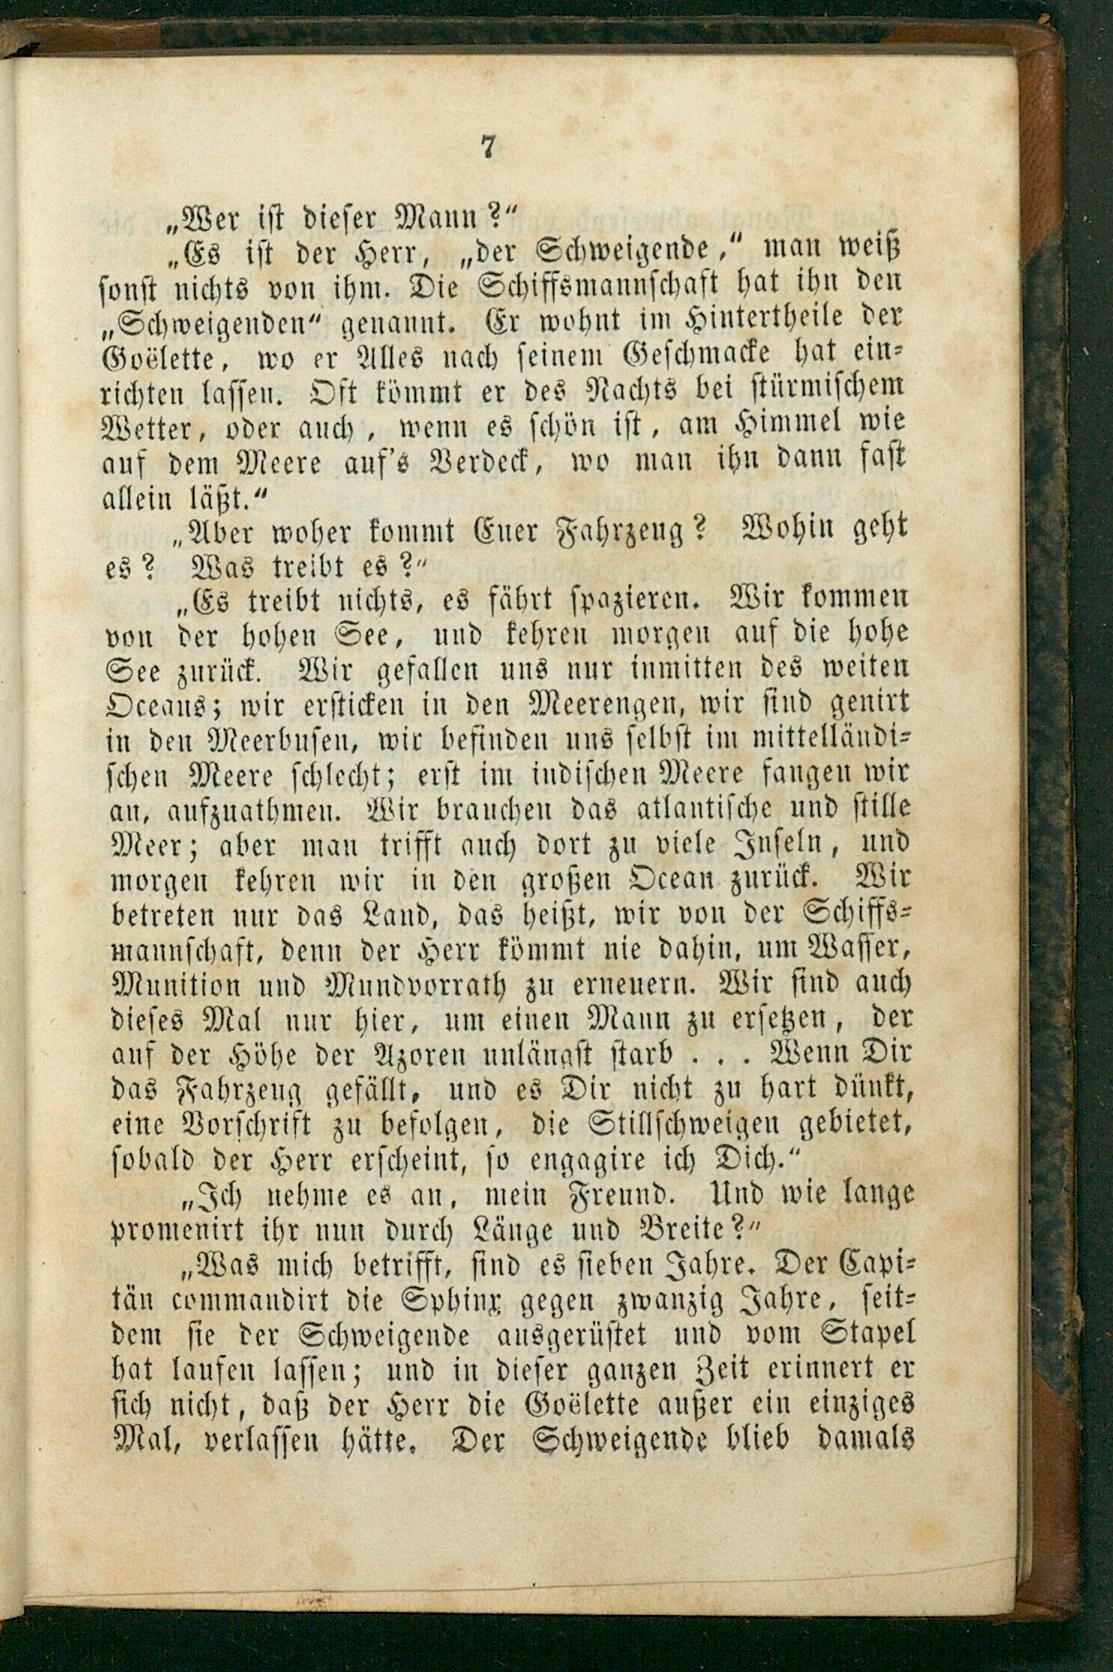 7
„Wer ist dieser Mann?“
„Es ist der Herr, „der Schweigende,“ man weiß
sonst nichts von ihm. Die Schiffsmannschaft hat ihn den
„Schweigenden“ genannt. Er wohnt im Hintertheile der
Goëlette, wo er Alles nach seinem Geschmacke hat ein-
richten lassen. Oft kömmt er des Nachts bei stürmischem
Wetter, oder auch, wenn es schön ist, am Himmel wie
auf dem Meere auf's Verdeck, wo man ihn dann fast
allein läßt.“
„Aber woher kommt Euer Fahrzeug? Wohin geht
es? Was treibt es?“
„Es treibt nichts, es fährt spazieren. Wir kommen
von der hohen See, und kehren morgen auf die hohe
See zurück. Wir gefallen uns nur inmitten des weiten
Oceans; wir ersticken in den Meerengen, wir sind genirt
in den Meerbusen, wir befinden uns selbst im mittelländi-
schen Meere schlecht; erst im indischen Meere fangen wir
an, aufzuathmen. Wir brauchen das atlantische und stille
Meer; aber man trifft auch dort zu viele Inseln, und
morgen kehren wir in den großen Ocean zurück. Wir
betreten nur das Land, das heißt, wir von der Schiffs-
mannschaft, denn der Herr kömmt nie dahin, um Wasser,
Munition und Mundvorrath zu erneuern. Wir sind auch
dieses Mal nur hier, um einen Mann zu ersetzen, der
auf der Höhe der Azoren unlängst starb . . . Wenn Dir
das Fahrzeug gefällt, und es Dir nicht zu hart dünkt,
eine Vorschrift zu befolgen, die Stillschweigen gebietet,
sobald der Herr erscheint, so engagire ich Dich.“
„Ich nehme es an, mein Freund. Und wie lange
promenirt ihr nun durch Länge und Breite?“
„Was mich betrifft, sind es sieben Jahre. Der Capi-
tän commandirt die Sphinx gegen zwanzig Jahre, seit-
dem sie der Schweigende ausgerüstet und vom Stapel
hat laufen lassen; und in dieser ganzen Zeit erinnert er
sich nicht, daß der Herr die Goëlette außer ein einziges
Mal, verlassen hätte. Der Schweigende blieb damals